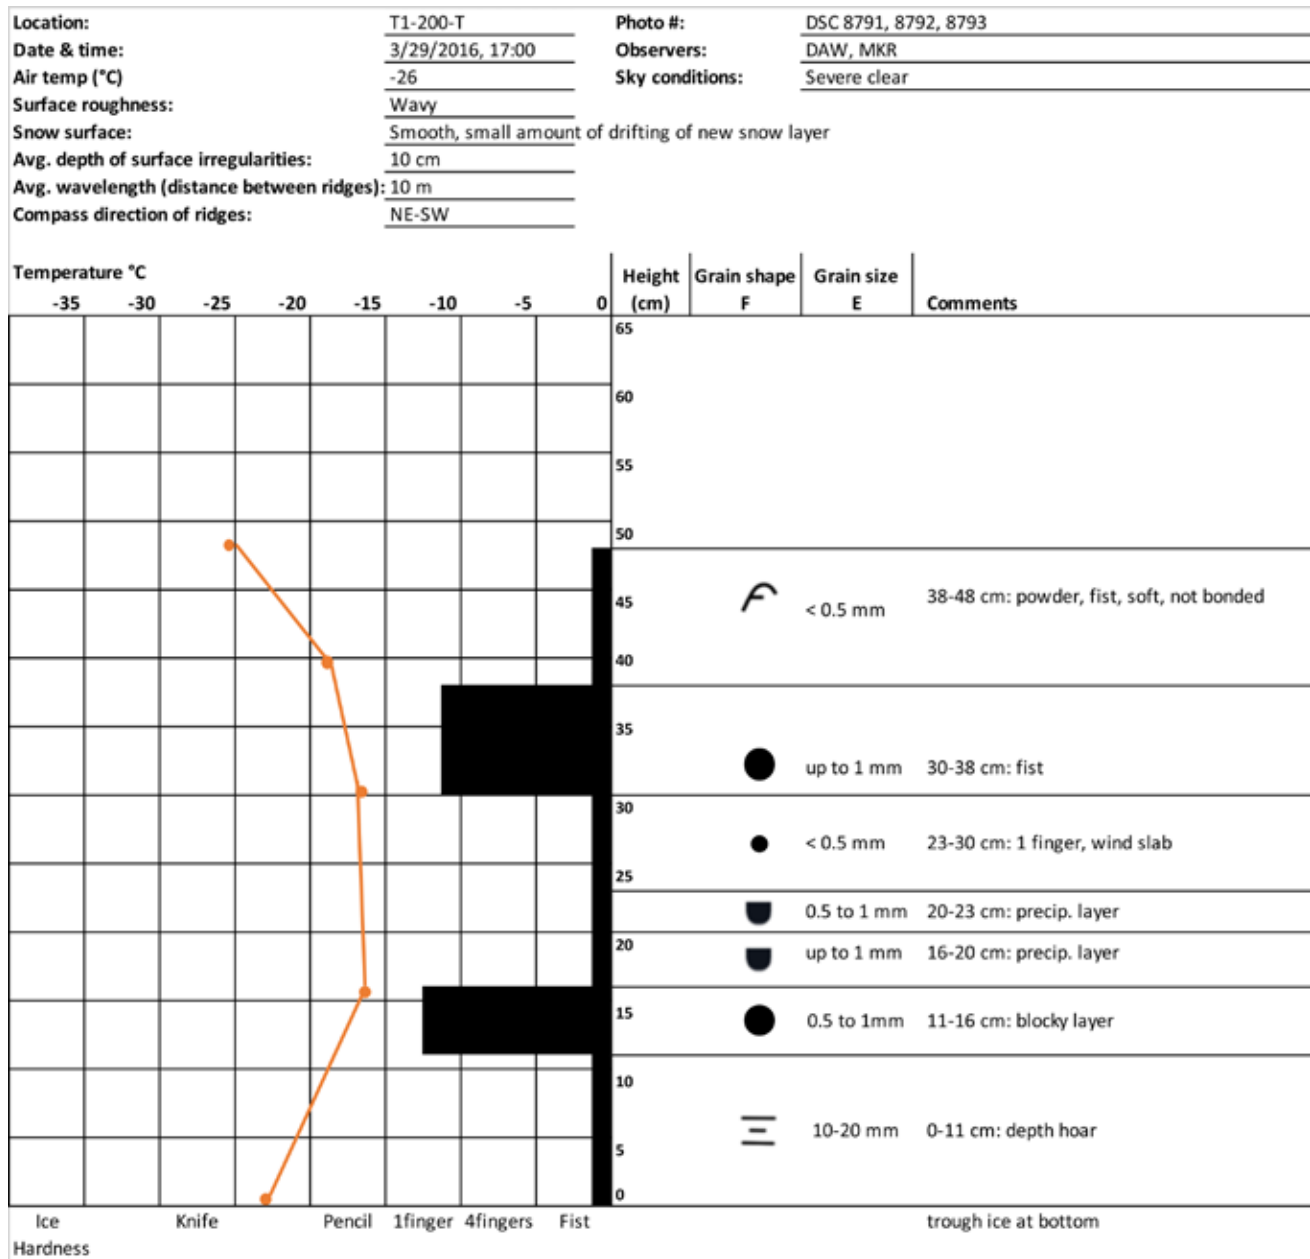 Location: T1-200-T Photo #: DSC 8791, 8792, 8793
Date & time: 3/29/2016, 17:00 Observers: DAW, MKR
Air temp (°C) -26 Sky conditions: Severe clear
Surface roughness: Wavy
Snow surface: Smooth, small amount of drifting of new snow layer
Avg. depth of surface irregularities: 10 cm
Avg. wavelength (distance between ridges): 10 m
Compass direction of ridges: NE-SW
Temperature °C Height Grain shape Grain size
-35 -30 -25 -20 -15 -10 -5 0 (cm) F E Comments
65
60
55
50
45 < 0.5 mm 38-48 cm: powder, fist, soft, not bonded
40
35
up to 1 mm 30-38 cm: fist
30
< 0.5 mm 23-30 cm: 1 finger, wind slab
25
0.5 to 1 mm 20-23 cm: precip. layer
20
up to 1 mm 16-20 cm: precip. layer
15 0.5 to 1mm 11-16 cm: blocky layer
10
10-20 mm 0-11 cm: depth hoar
5
0
Ice Knife Pencil 1finger 4fingers Fist trough ice at bottom
Hardness